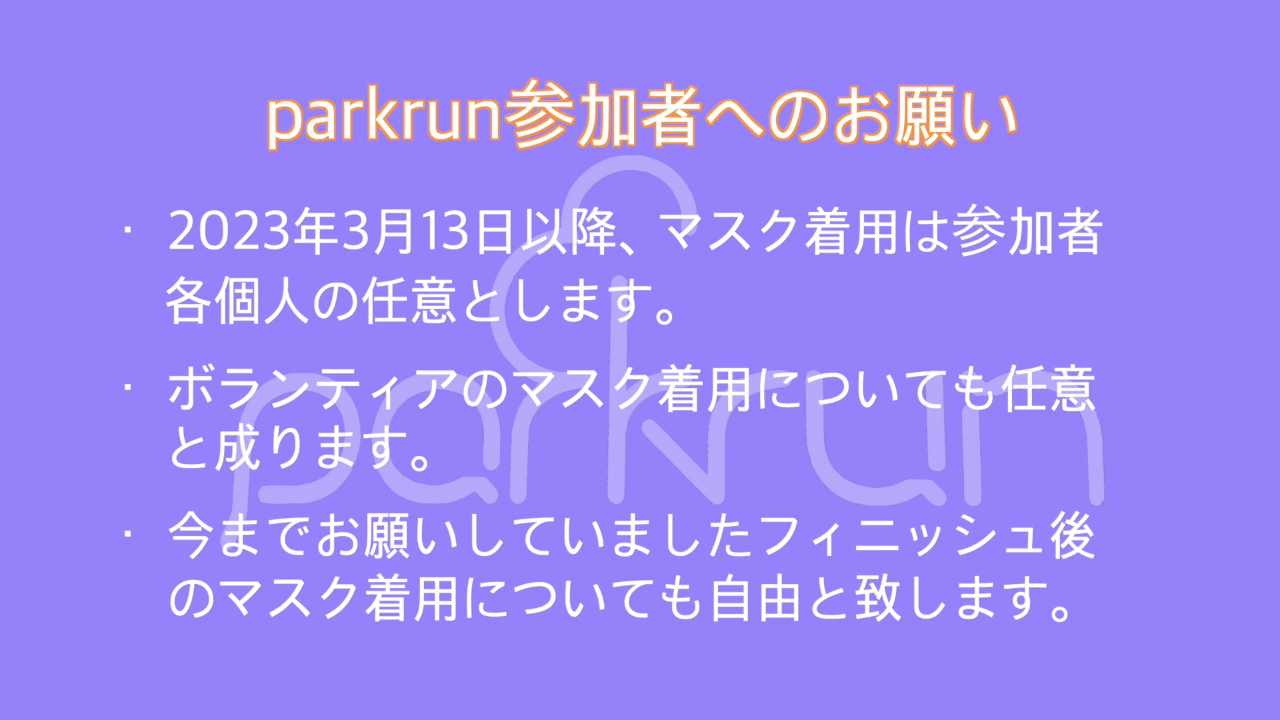 parkrun参加者へのお願い
・ 2023年3月13日以降、マスク着用は参加者
各個人の任意とします。
・ ボランティアのマスク着用についても任意
と成ります。
・ 今までお願いしていましたフィニッシュ後
のマスク着用についても自由と致します。
parkrun